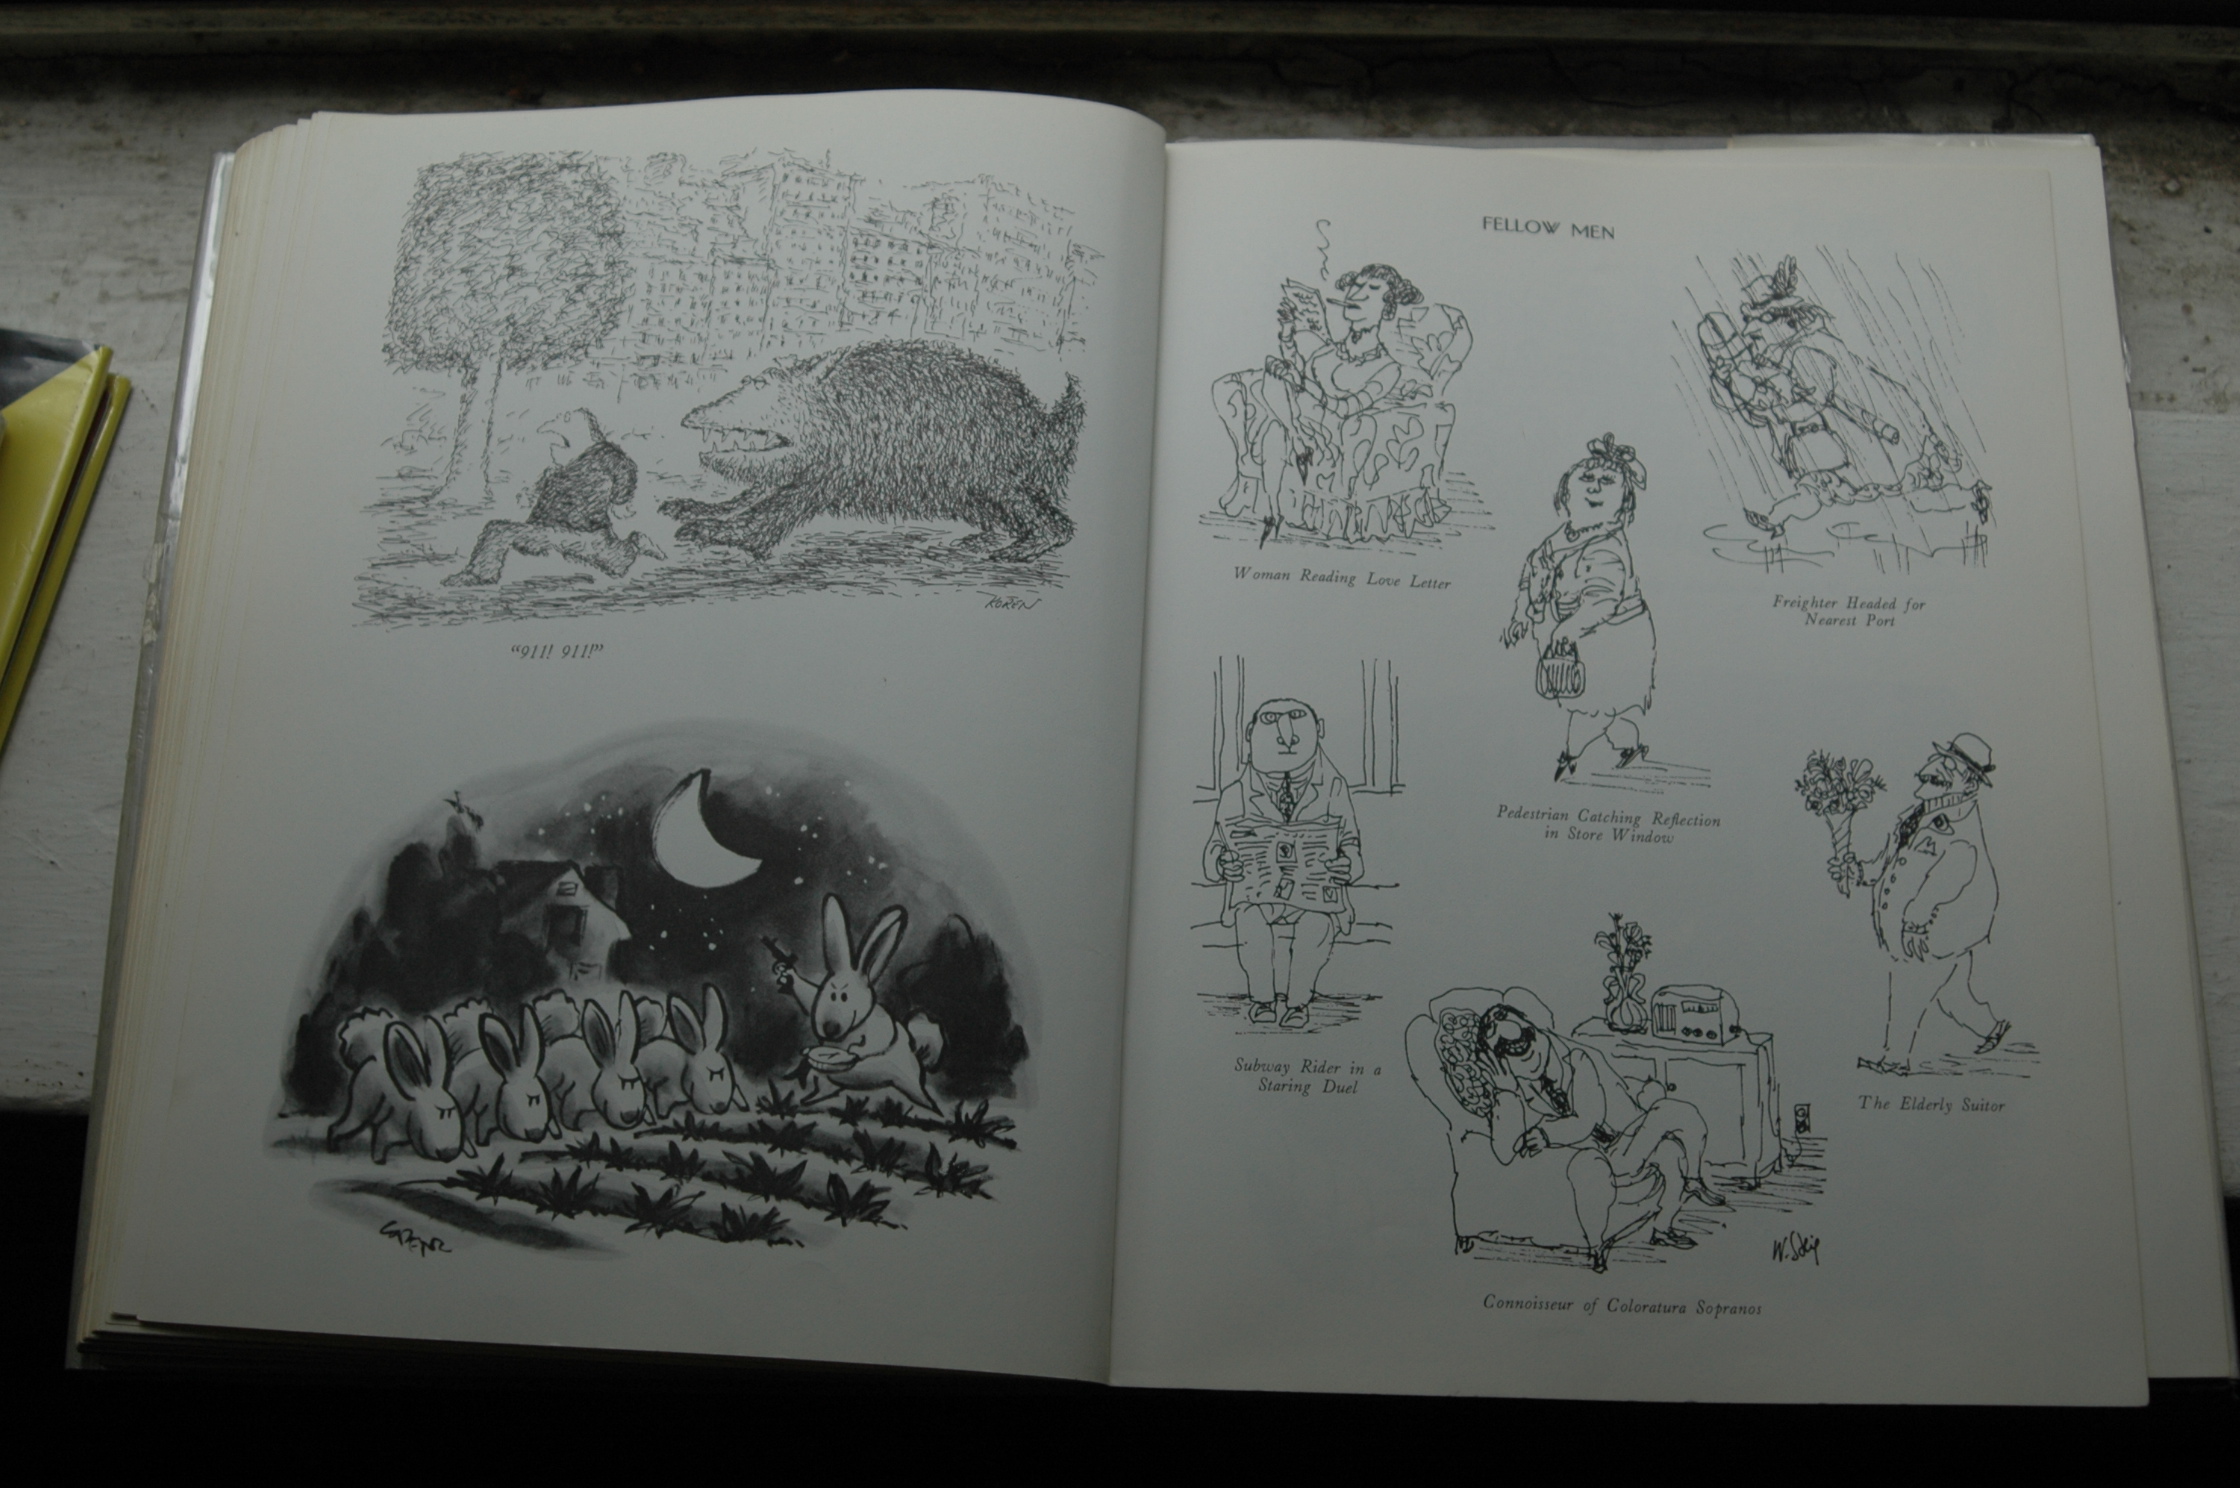 KOREN
"911! 911!"
FELLOW MEN
Woman Reading Love Letter
Freighter Headed for
Nearest Port
Pedestrian Catching Reflection
in Store Window
Subway Rider in a
Staring Duel
The Elderly Suitor
Connoisseur of Coloratura Sopranos